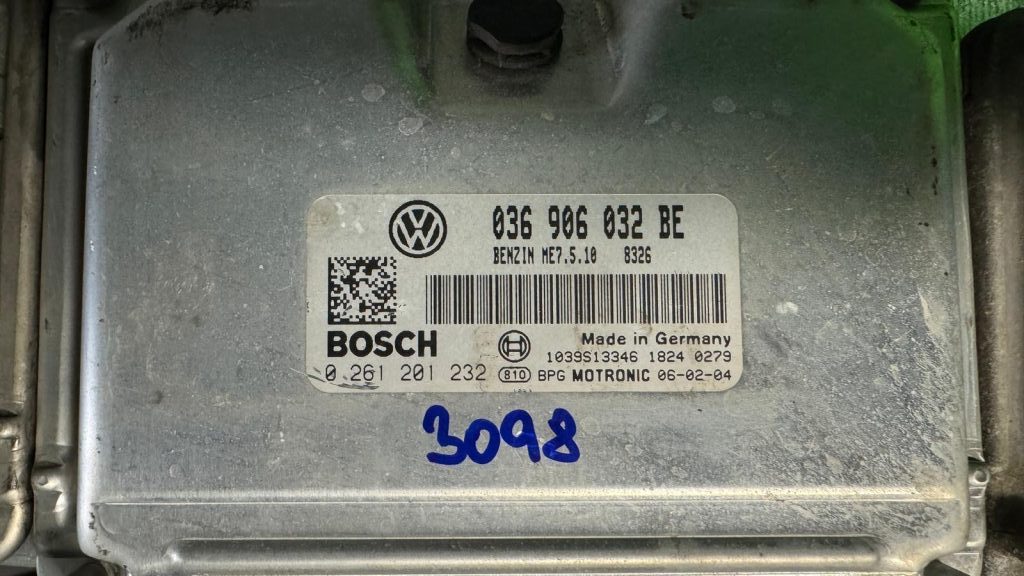 036 906 032 BE
BENZIN ME7.5.10 8326
BOSCH
Made in Germany
1039S13346 1824 0279
0 261 201 232 810 BPG MOTRONIC 06-02-04
3098